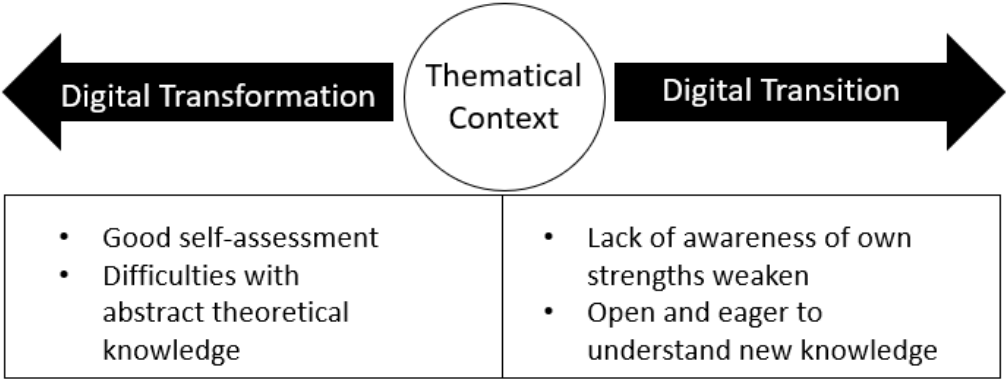 Digital Transformation
Thematical
Context
Digital Transition
• Good self-assessment
• Difficulties with
abstract theoretical
knowledge
• Lack of awareness of own
strengths weaken
• Open and eager to
understand new knowledge